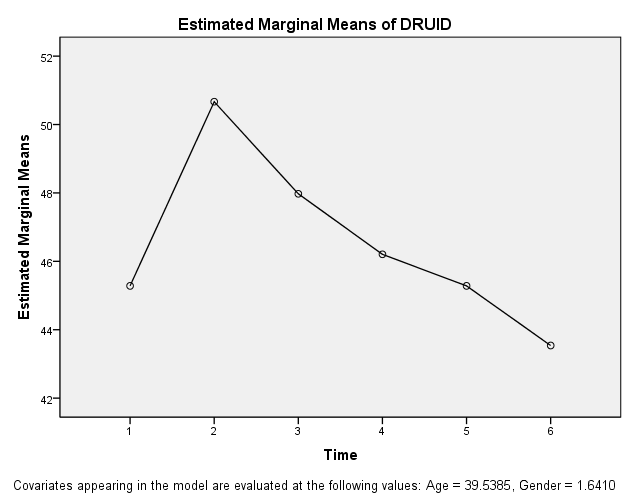 Estimated Marginal Means of DRUID
Estimated Marginal Means
52
50
48
46
44
42
1 2 3 4 5 6
Time
Covariates appearing in the model are evaluated at the following values: Age = 39.5385, Gender = 1.6410